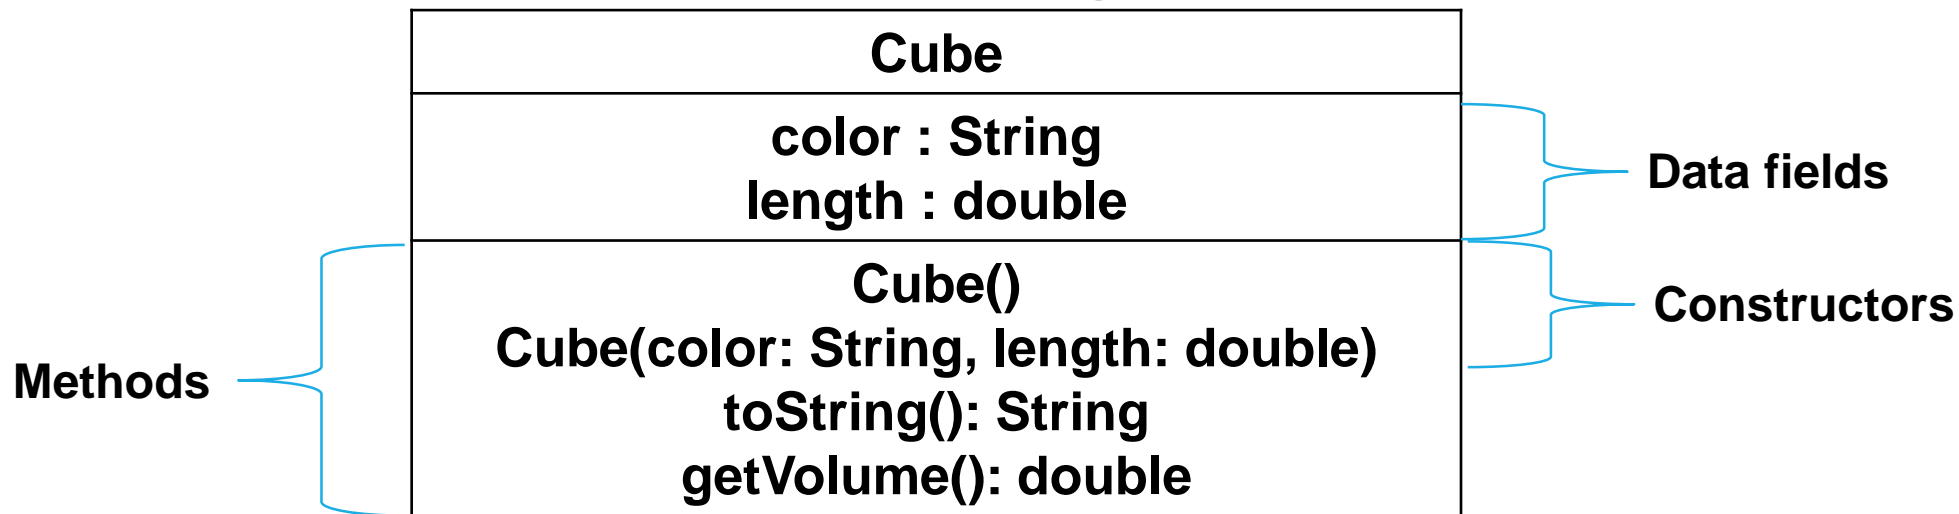 Cube
color : String
length : double
Data fields
Cube()
Cube(color: String, length: double)
toString(): String
getVolume(): double
Constructors
Methods